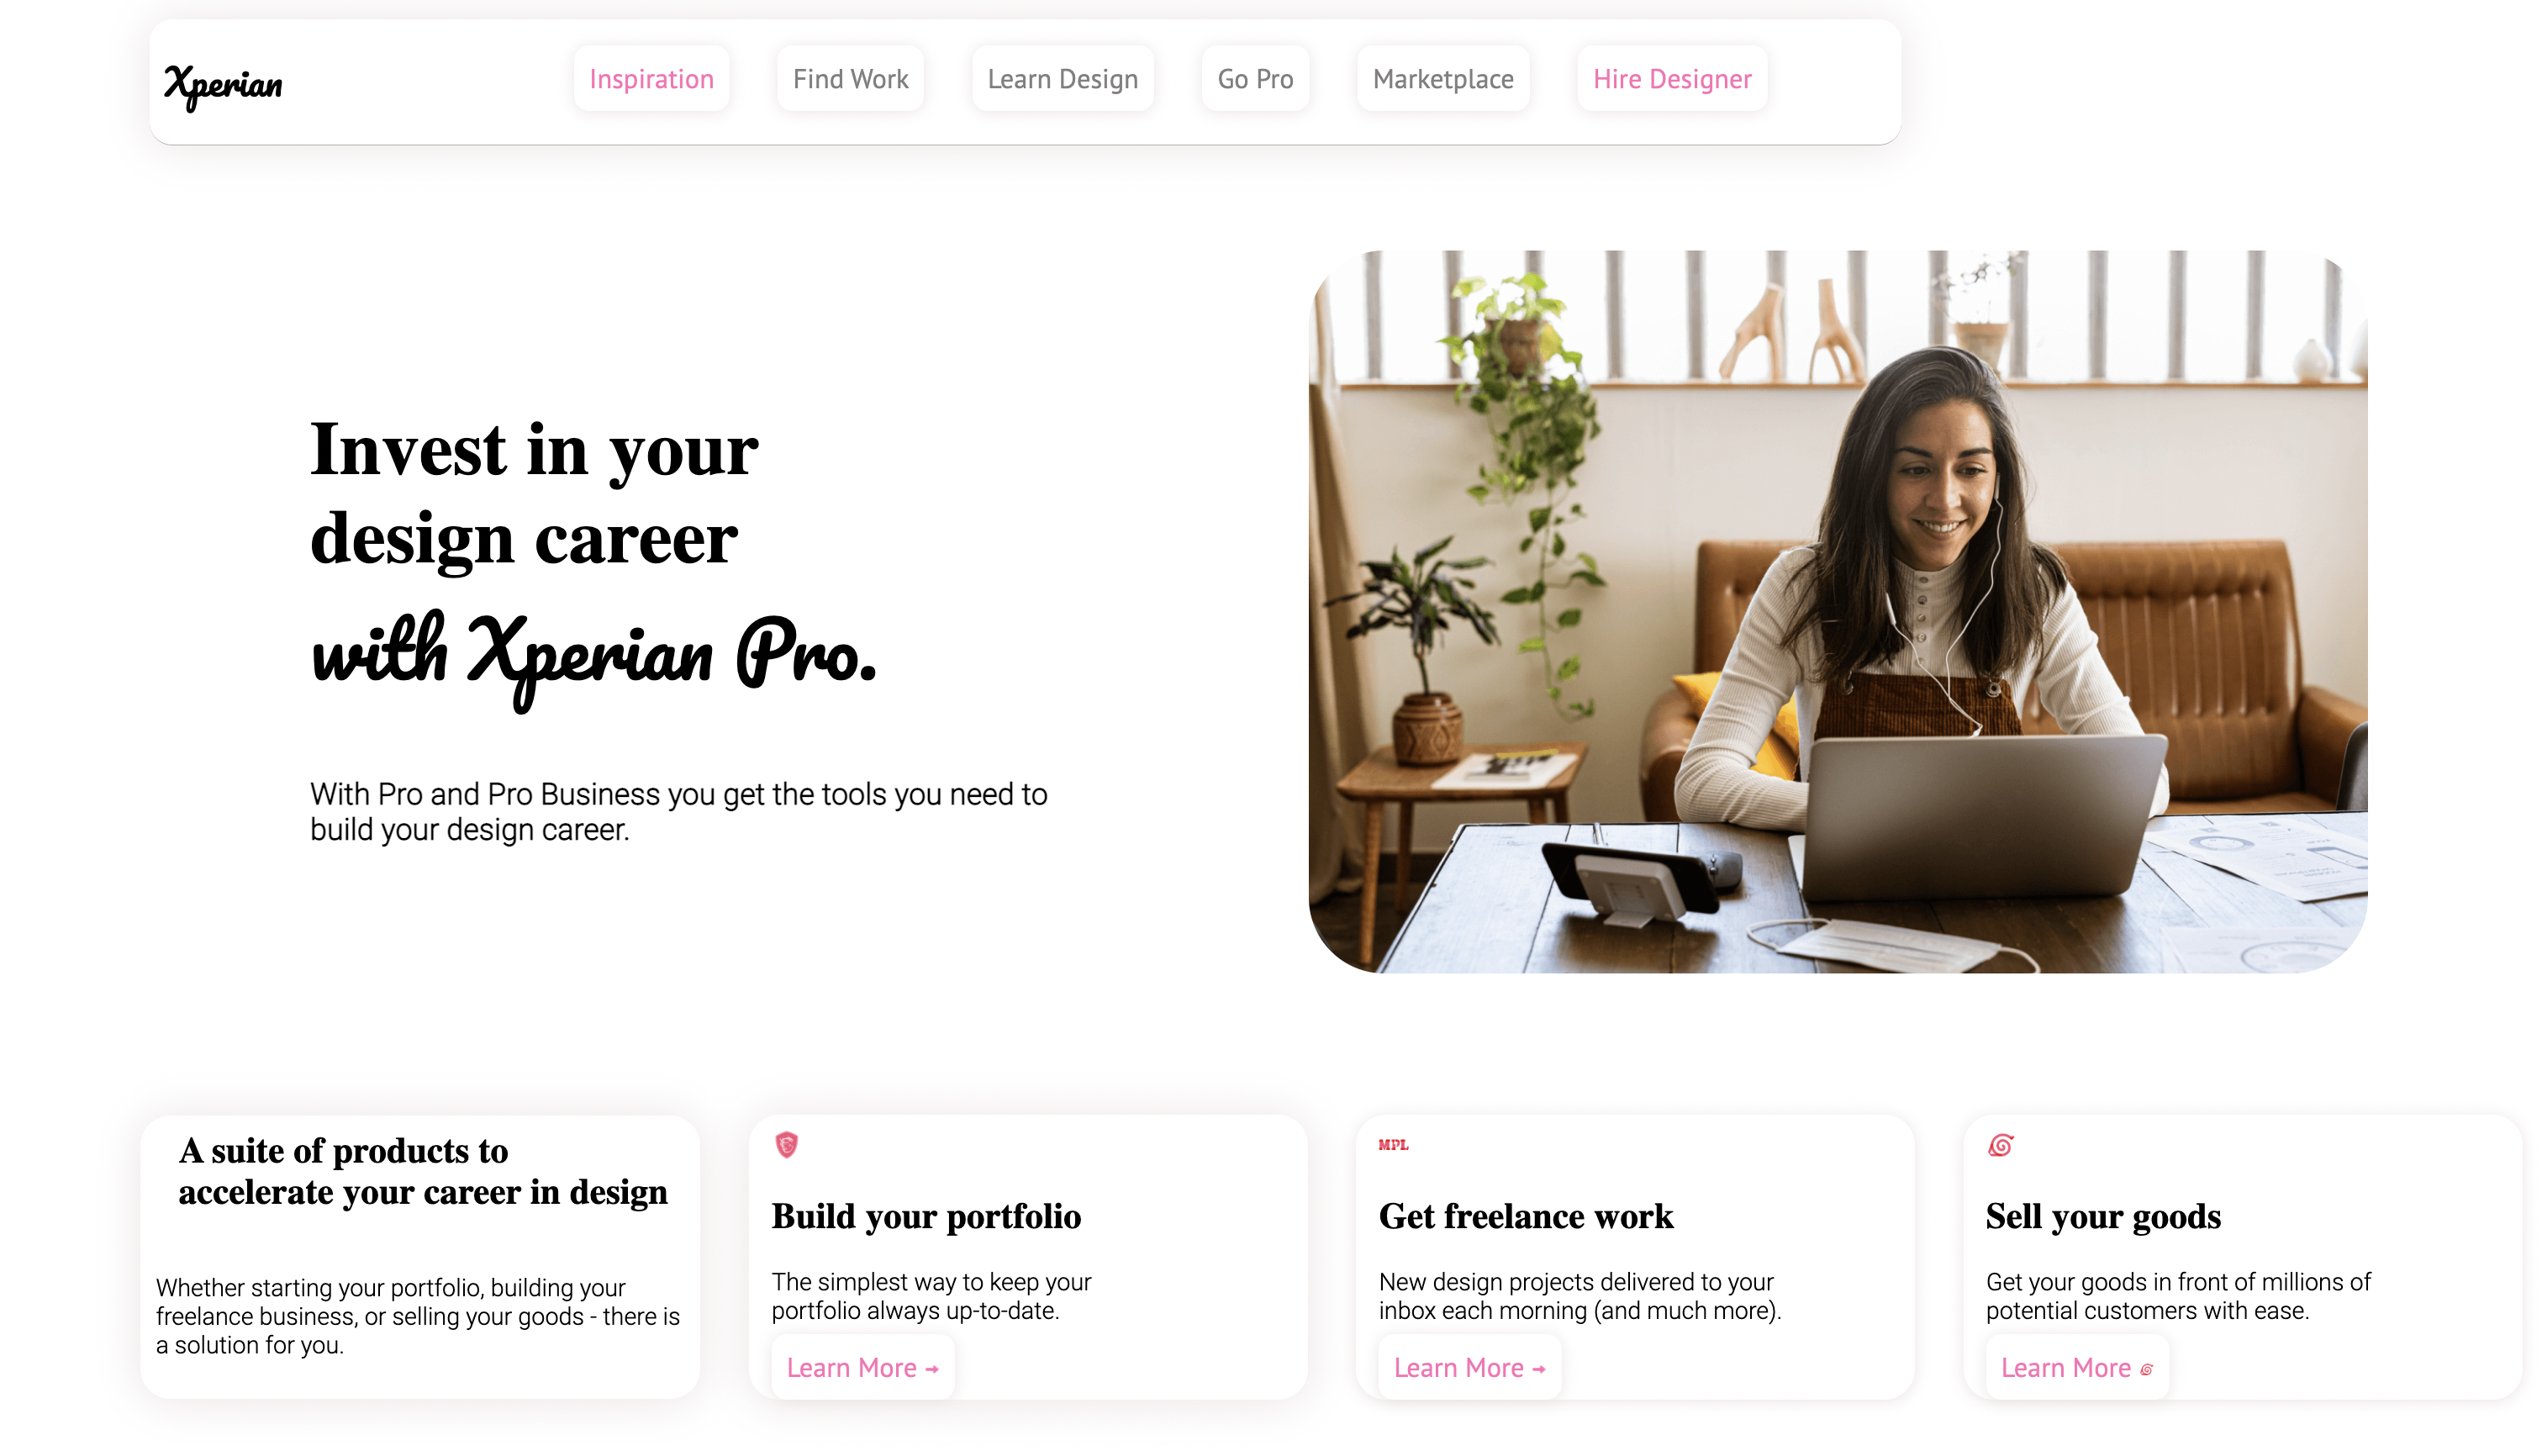 Xperian
Inspiration
Find Work
Learn Design
Go Pro
Marketplace
Hire Designer
Invest in your
design career
with Xperian Pro.
With Pro and Pro Business you get the tools you need to
build your design career.
A suite of products to
accelerate your career in design
Whether starting your portfolio, building your
freelance business, or selling your goods - there is
a solution for you.
Build your portfolio
The simplest way to keep your
portfolio always up-to-date.
Learn More
MPL
Get freelance work
New design projects delivered to your
inbox each morning (and much more).
Learn More
Sell your goods
Get your goods in front of millions of
potential customers with ease.
Learn More